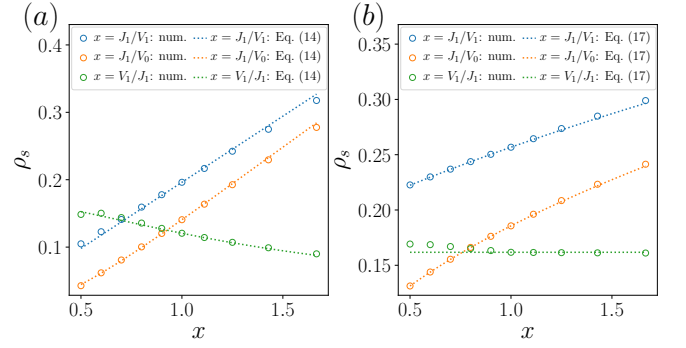 (a)
x = J₁/V₁: num.   x = J₁/V₁: Eq. (14)
x = J₁/V₀: num.   x = J₁/V₀: Eq. (14)
x = V₁/J₁: num.   x = V₁/J₁: Eq. (14)
0.4
0.3
0.2
0.1
ρₛ
0.5 1.0 1.5
x
(b)
x = J₁/V₁: num.   x = J₁/V₁: Eq. (17)
x = J₁/V₀: num.   x = J₁/V₀: Eq. (17)
x = V₁/J₁: num.   x = V₁/J₁: Eq. (17)
0.35
0.30
0.25
0.20
0.15
ρₛ
0.5 1.0 1.5
x